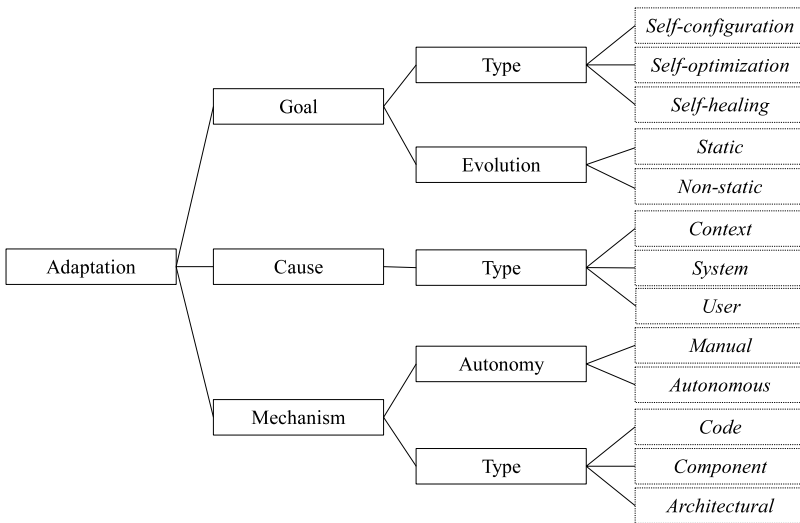 Adaptation
Goal
Type
Self-configuration
Self-optimization
Self-healing
Evolution
Static
Non-static
Cause
Type
Context
System
User
Mechanism
Autonomy
Manual
Autonomous
Type
Code
Component
Architectural